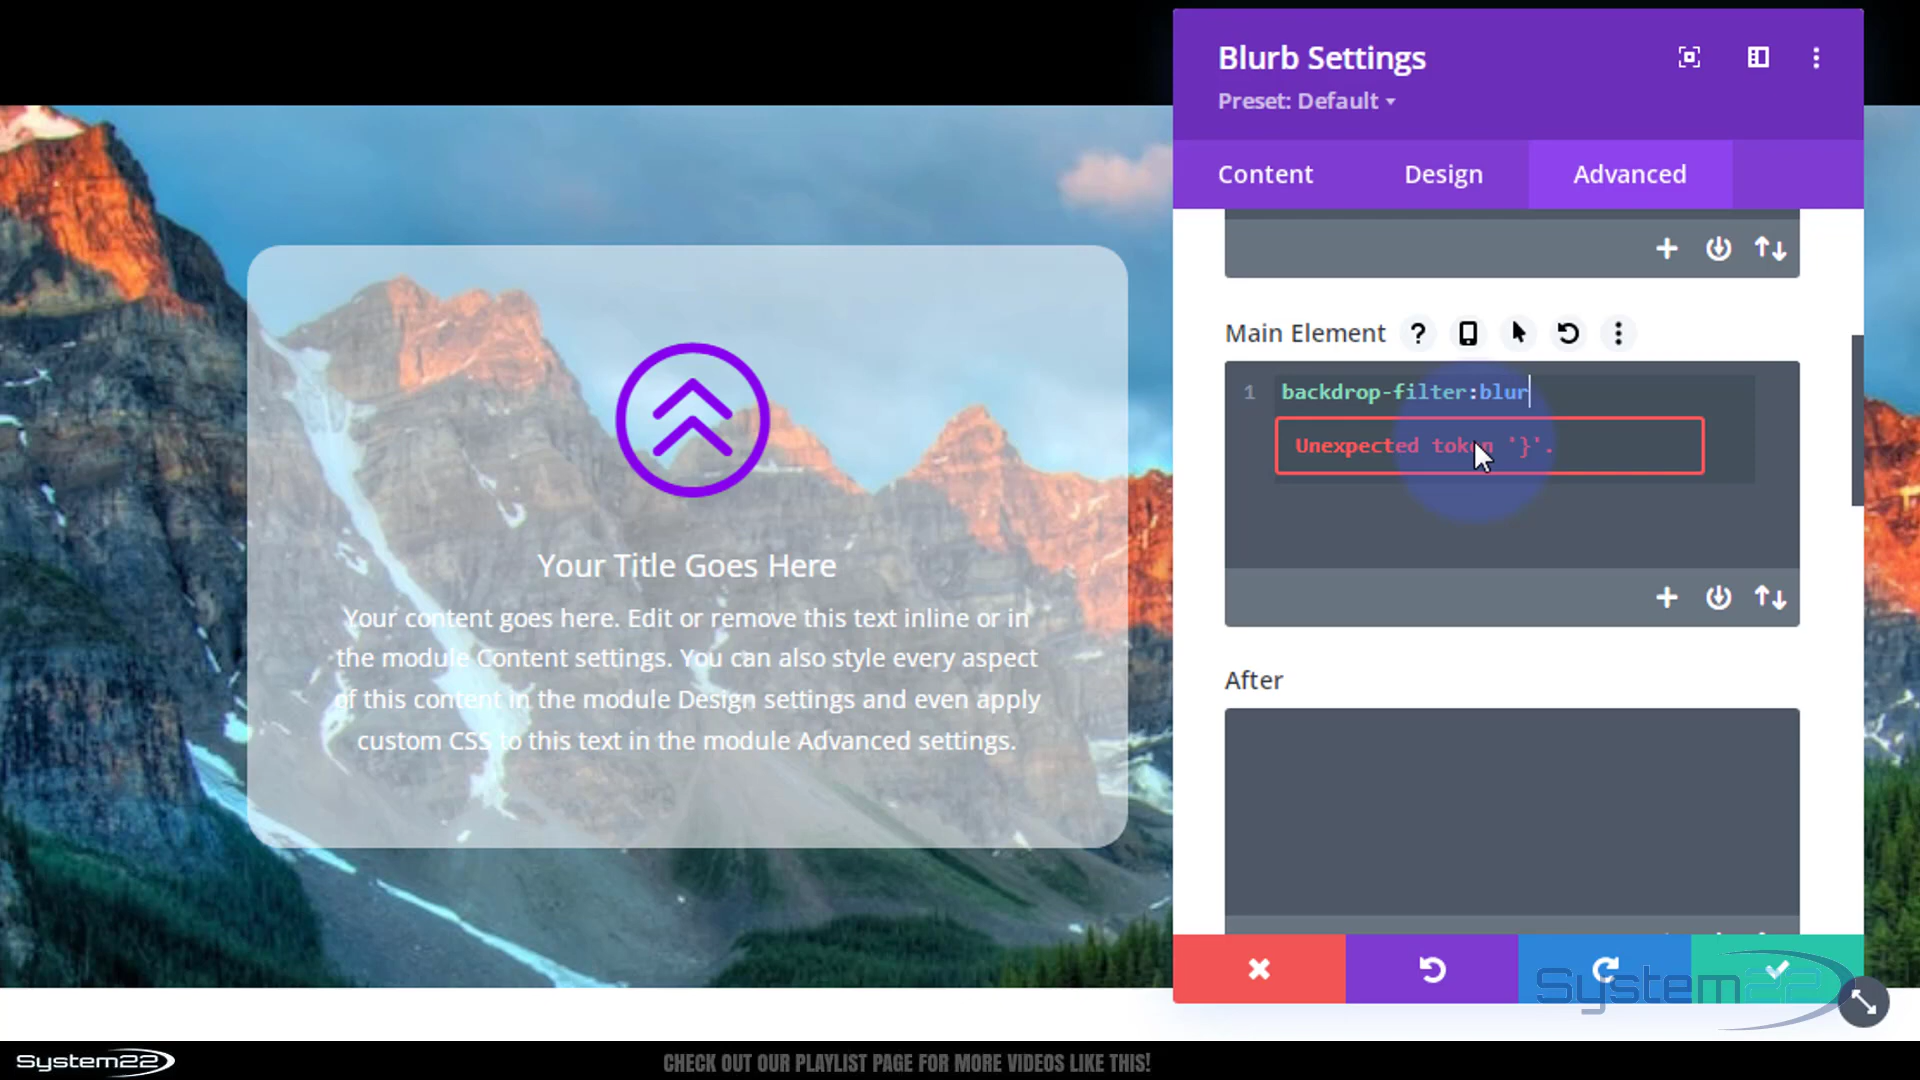 Blurb Settings
Preset: Default
Content
Design
Advanced
Main Element
?
1
backdrop-filter:blur
Unexpected token '}'.
After
Your Title Goes Here
Your content goes here. Edit or remove this text inline or in
the module Content settings. You can also style every aspect
of this content in the module Design settings and even apply
custom CSS to this text in the module Advanced settings.
System22
System22
CHECK OUT OUR PLAYLIST PAGE FOR MORE VIDEOS LIKE THIS!